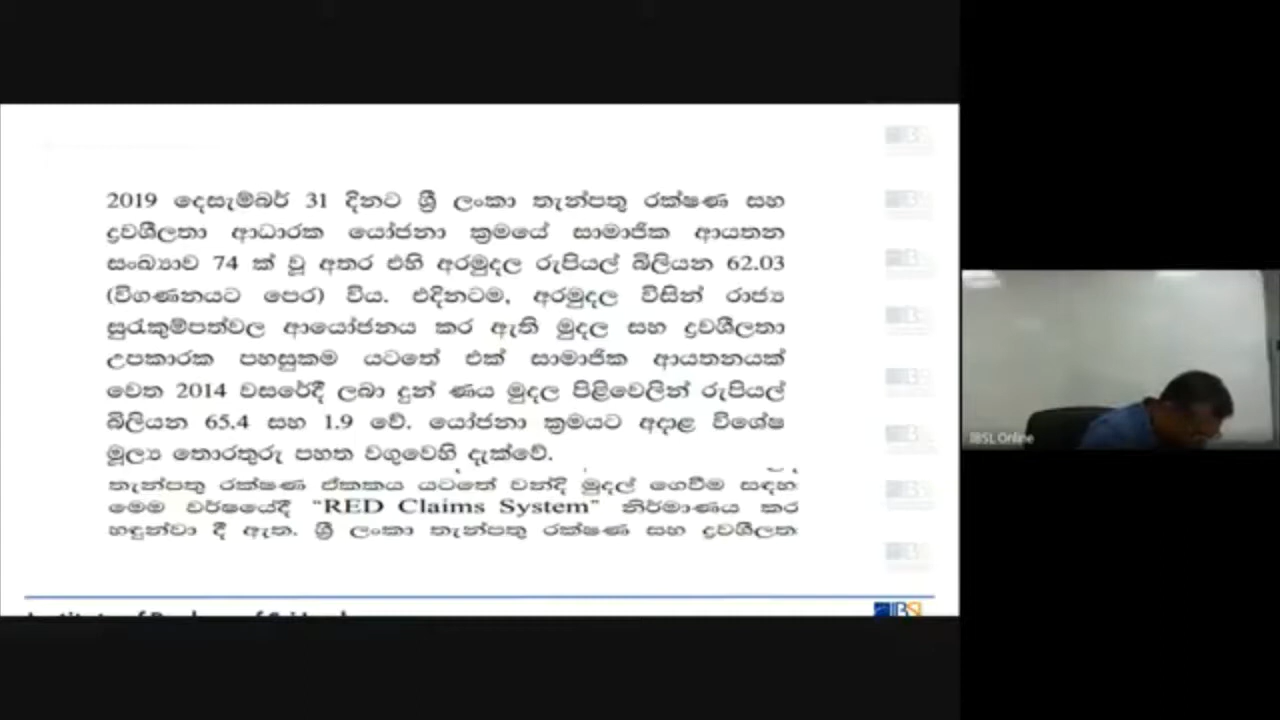 2019 දෙසැම්බර් 31 දිනට ශ්‍රී ලංකා තැන්පතු රක්ෂණ සහ
ද්‍රවශීලතා ආධාරක යෝජනා ක්‍රමයේ සාමාජික ආයතන
සංඛ්‍යාව 74 ක් වූ අතර එහි අරමුදල රුපියල් බිලියන 62.03
(විගණනයට පෙර) විය. එදිනටම, අරමුදල විසින් රාජ්‍ය
සුරැකුම්පත්වල ආයෝජනය කර ඇති මුදල සහ ද්‍රවශීලතා
උපකාරක පහසුකම යටතේ එක් සාමාජික ආයතනයක්
වෙත 2014 වසරේදී ලබා දුන් ණය මුදල පිළිවෙලින් රුපියල්
බිලියන 65.4 සහ 1.9 වේ. යෝජනා ක්‍රමයට අදාළ විශේෂ
මූල්‍ය තොරතුරු පහත වගුවෙහි දැක්වේ.
තැන්පතු රක්ෂණ ඒකකය යටතේ වන්දි මුදල් ගෙවීම සඳහා
මෙම වර්ෂයේදී "RED Claims System" නිර්මාණය කර
හඳුන්වා දී ඇත. ශ්‍රී ලංකා තැන්පතු රක්ෂණ සහ ද්‍රවශීලතා
IBSL
IBSL Online